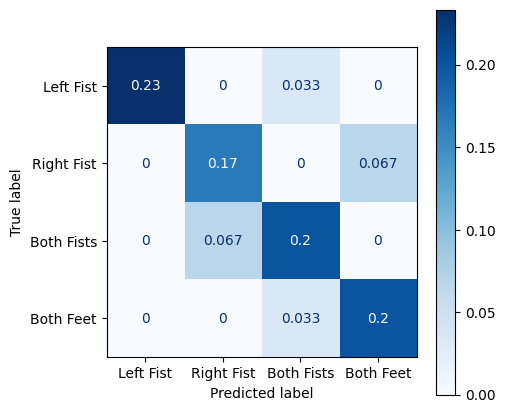 Left Fist 0.23 0 0.033 0
Right Fist 0 0.17 0 0.067
Both Fists 0 0.067 0.2 0
Both Feet 0 0 0.033 0.2
Left Fist Right Fist Both Fists Both Feet
Predicted label
True label
0.20
0.15
0.10
0.05
0.00